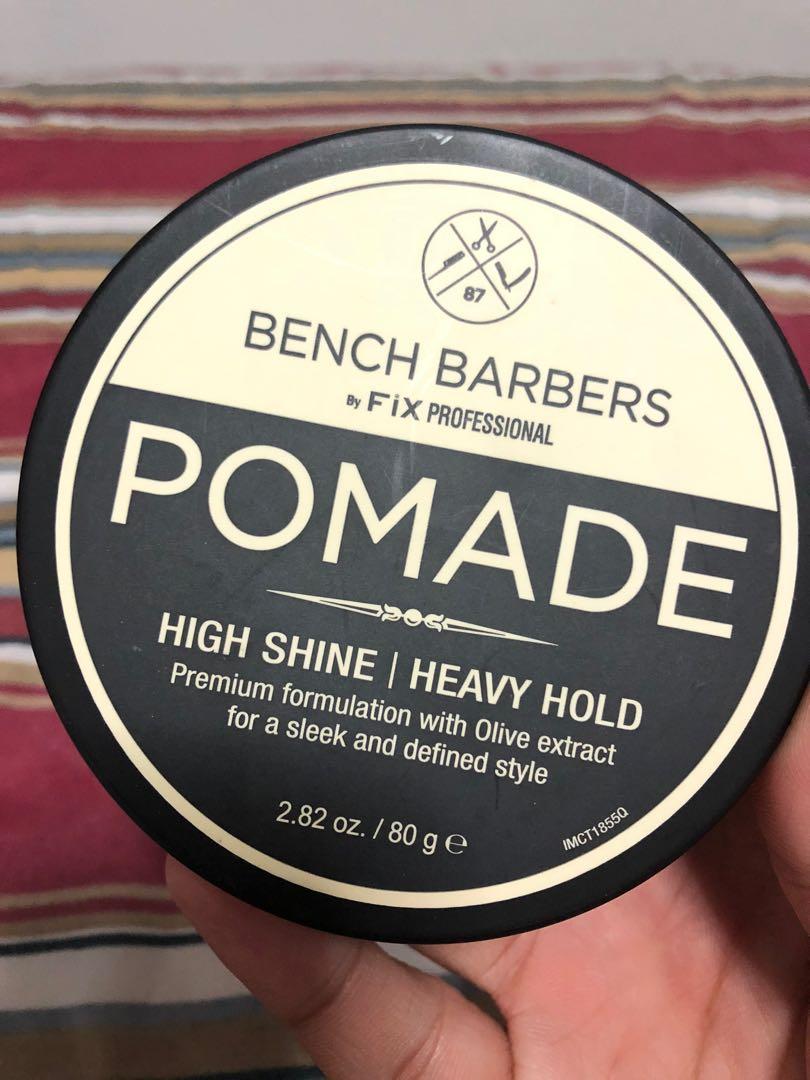 87
BENCH BARBERS
By FiX PROFESSIONAL
POMADE
HIGH SHINE | HEAVY HOLD
Premium formulation with Olive extract
for a sleek and defined style
2.82 oz. / 80 g ℮
IMCT1855Q